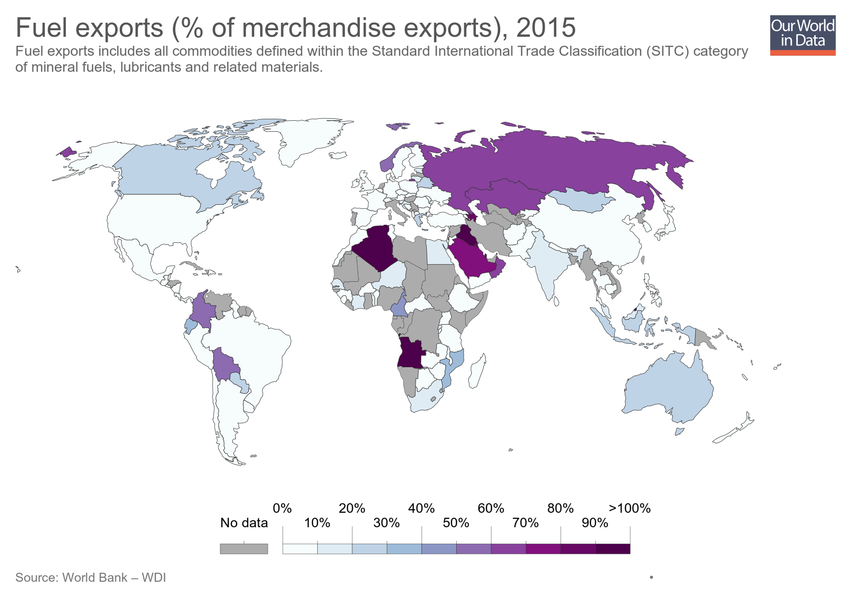 Fuel exports (% of merchandise exports), 2015
Our World
in Data
Fuel exports includes all commodities defined within the Standard International Trade Classification (SITC) category
of mineral fuels, lubricants and related materials.
0% 20% 40% 60% 80% >100%
No data 10% 30% 50% 70% 90%
Source: World Bank – WDI